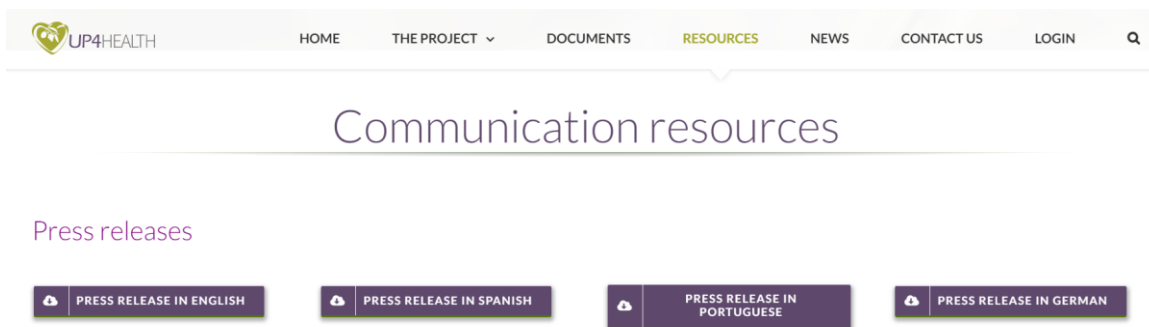 UP4HEALTH
HOME THE PROJECT DOCUMENTS RESOURCES NEWS CONTACT US LOGIN
Communication resources
Press releases
PRESS RELEASE IN ENGLISH
PRESS RELEASE IN SPANISH
PRESS RELEASE IN
PORTUGUESE
PRESS RELEASE IN GERMAN